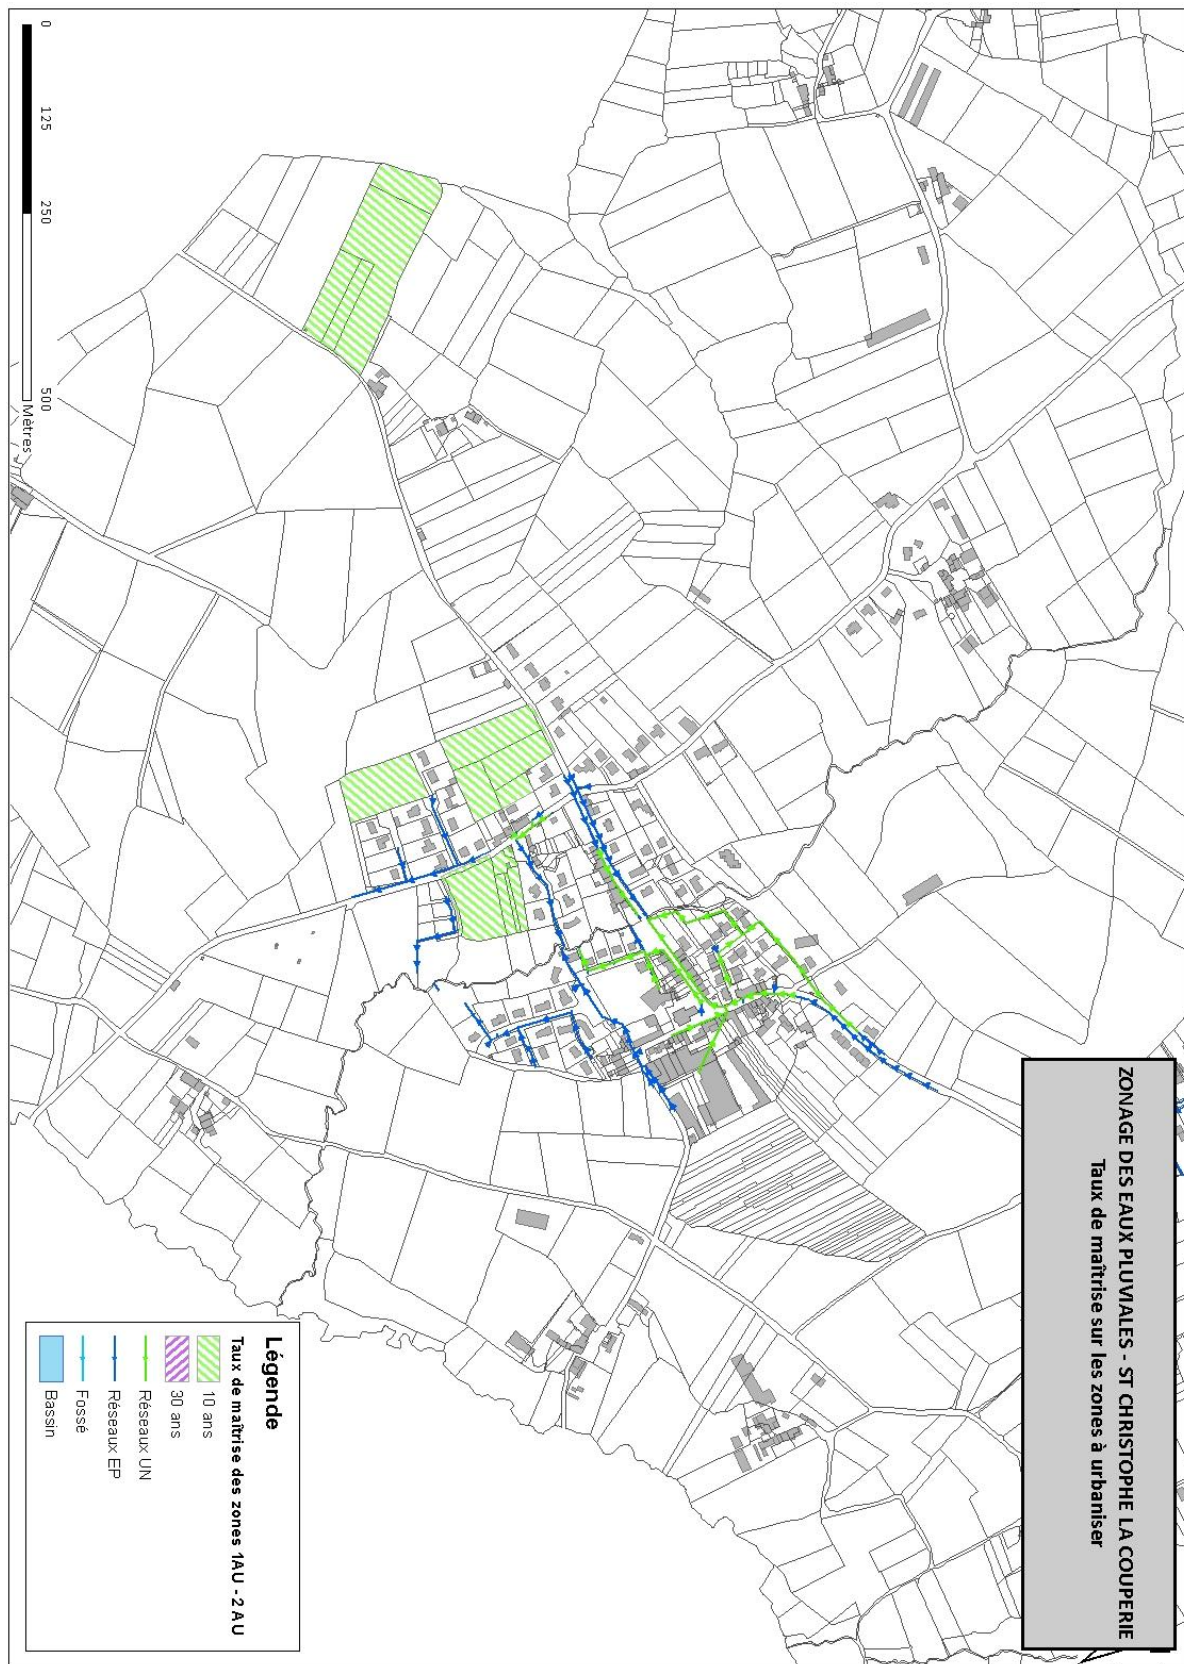 ZONAGE DES EAUX PLUVIALES - ST CHRISTOPHE LA COUPERIE
Taux de maîtrise sur les zones à urbaniser
Légende
Taux de maîtrise des zones 1AU - 2AU
10 ans
30 ans
Réseaux UN
Réseaux EP
Fossé
Bassin
0 125 250 500
Mètres